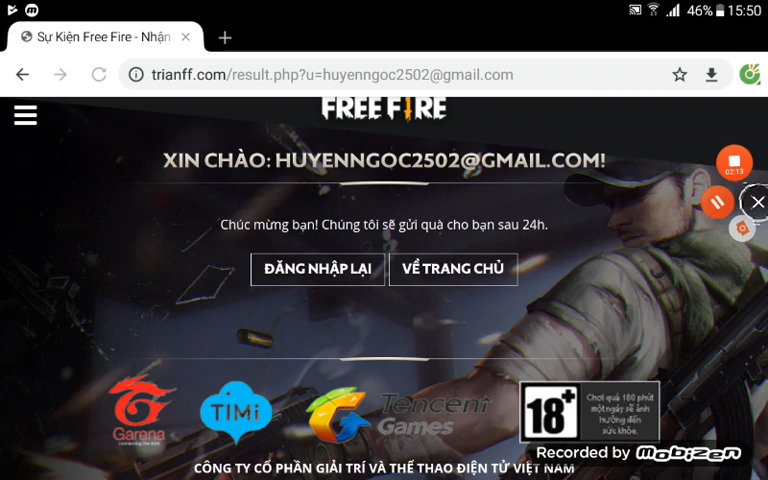 46% 15:50
Sự Kiện Free Fire - Nhận
trianff.com/result.php?u=huyenngoc2502@gmail.com
FREE FIRE
XIN CHÀO: HUYENNGOC2502@GMAIL.COM!
02:13
Chúc mừng bạn! Chúng tôi sẽ gửi quà cho bạn sau 24h.
ĐĂNG NHẬP LẠI VỀ TRANG CHỦ
Garena
TiMi
Tencent
Games
18+
Chơi quá 180 phút
một ngày sẽ ảnh
hưởng đến
sức khỏe.
Recorded by mobizen
CÔNG TY CỔ PHẦN GIẢI TRÍ VÀ THỂ THAO ĐIỆN TỬ VIỆT NAM